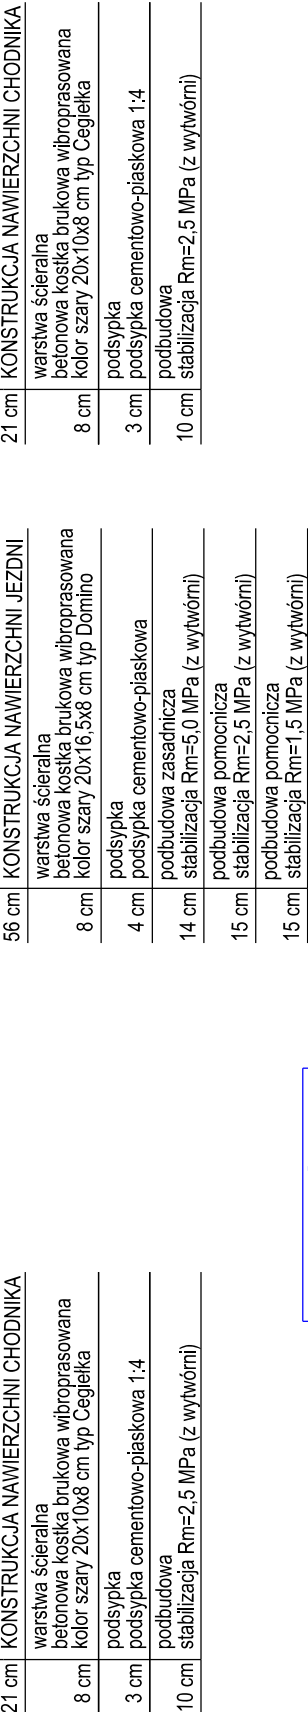 21 cm KONSTRUKCJA NAWIERZCHNI CHODNIKA
warstwa ścieralna
betonowa kostka brukowa wibroprasowana
8 cm kolor szary 20x10x8 cm typ Cegiełka
podsypka
3 cm podsypka cementowo-piaskowa 1:4
podbudowa
10 cm stabilizacja Rm=2,5 MPa (z wytwórni)
56 cm KONSTRUKCJA NAWIERZCHNI JEZDNI
warstwa ścieralna
betonowa kostka brukowa wibroprasowana
8 cm kolor szary 20x16,5x8 cm typ Domino
podsypka
4 cm podsypka cementowo-piaskowa
podbudowa zasadnicza
14 cm stabilizacja Rm=5,0 MPa (z wytwórni)
podbudowa pomocnicza
15 cm stabilizacja Rm=2,5 MPa (z wytwórni)
podbudowa pomocnicza
15 cm stabilizacja Rm=1,5 MPa (z wytwórni)
21 cm KONSTRUKCJA NAWIERZCHNI CHODNIKA
warstwa ścieralna
betonowa kostka brukowa wibroprasowana
8 cm kolor szary 20x10x8 cm typ Cegiełka
podsypka
3 cm podsypka cementowo-piaskowa 1:4
podbudowa
10 cm stabilizacja Rm=2,5 MPa (z wytwórni)